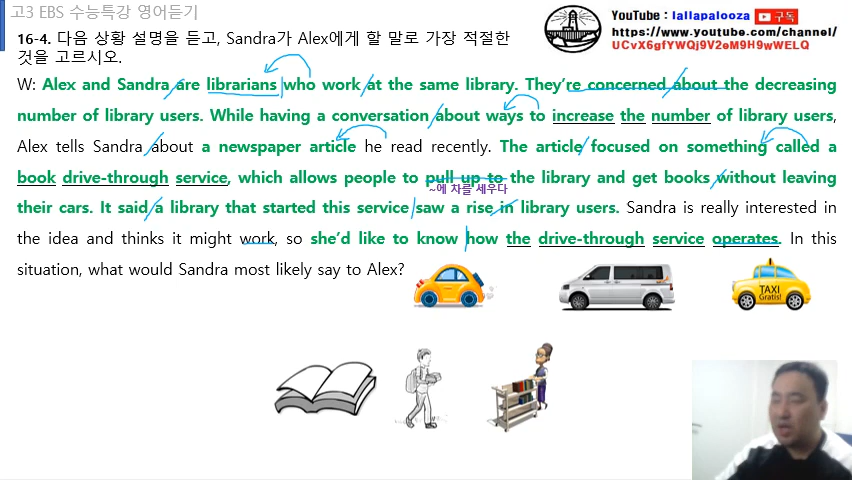 고3 EBS 수능특강 영어듣기
YouTube : lallapalooza 구독
https://www.youtube.com/channel/
UCvX6gfYWQj9V2eM9H9wWELQ
16-4. 다음 상황 설명을 듣고, Sandra가 Alex에게 할 말로 가장 적절한
것을 고르시오.
W: Alex and Sandra are librarians who work at the same library. They're concerned about the decreasing
number of library users. While having a conversation about ways to increase the number of library users,
Alex tells Sandra about a newspaper article he read recently. The article focused on something called a
book drive-through service, which allows people to pull up to the library and get books without leaving
~에 차를 세우다
their cars. It said a library that started this service saw a rise in library users. Sandra is really interested in
the idea and thinks it might work, so she'd like to know how the drive-through service operates. In this
situation, what would Sandra most likely say to Alex?
TAXI
Gratis!